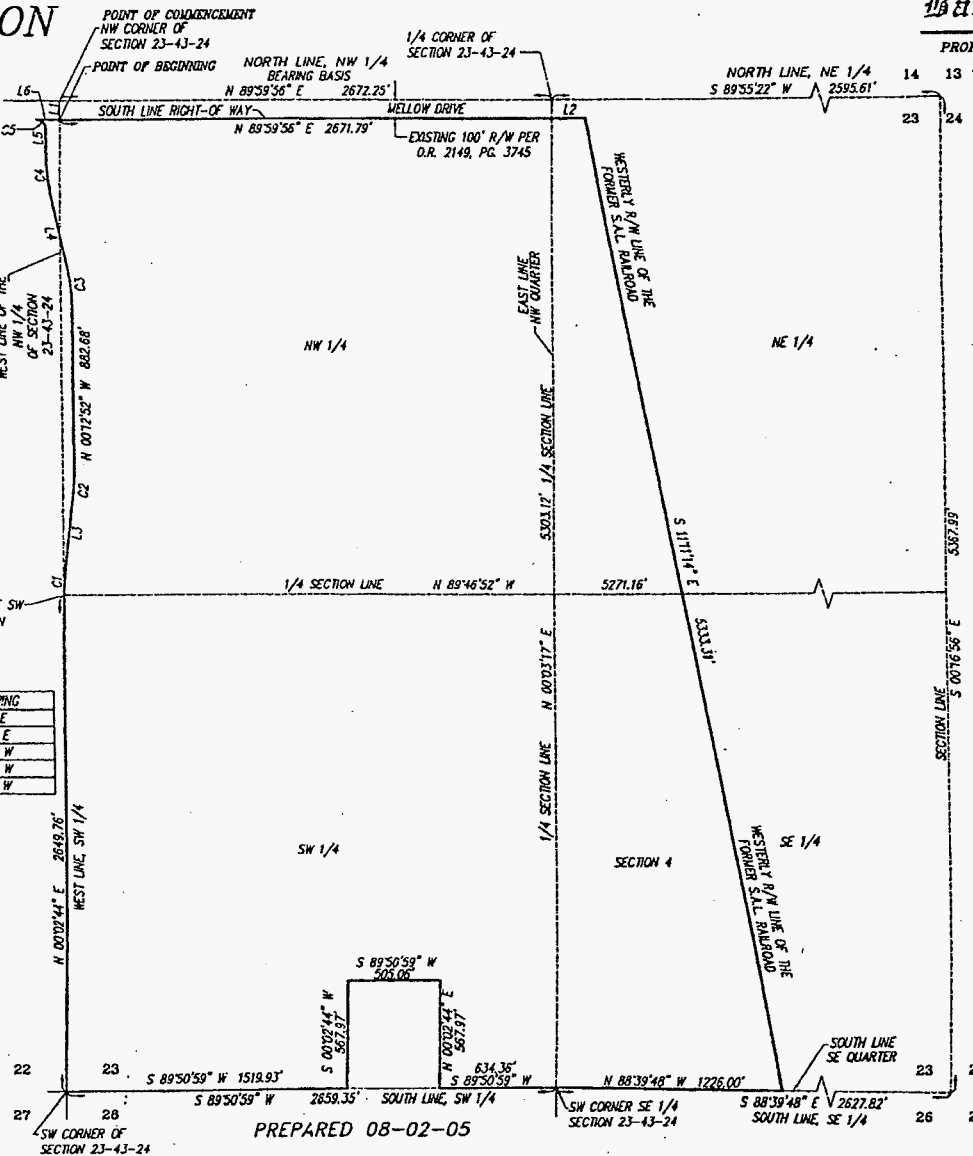 ON
Ba
PROP
POINT OF COMMENCEMENT
NW CORNER OF
SECTION 23-43-24
POINT OF BEGINNING
1/4 CORNER OF
SECTION 23-43-24
NORTH LINE, NW 1/4
BEARING BASIS
N 89°59'56" E 2672.25'
NORTH LINE, NE 1/4
S 89°55'22" W 2595.61'
14 13
23 24
L6
L1
C5
L5
SOUTH LINE RIGHT-OF WAY
MELLOW DRIVE
L2
N 89°59'56" E 2671.79'
EXISTING 100' R/W PER
O.R. 2149, PG. 3745
C4
L4
WEST LINE OF THE
NW 1/4
OF SECTION
23-43-24
C3
N 00°12'52" W 882.68'
C2
L3
C1
NW 1/4
EAST LINE
NW QUARTER
WESTERLY R/W LINE OF THE
FORMER S.A.L. RAILROAD
NE 1/4
5303.12' 1/4 SECTION LINE
S 11°11'14" E
5333.31'
5367.99'
1/4 SECTION LINE N 89°46'52" W 5271.16'
SW
N
N 00°03'17" E
1/4 SECTION LINE
SECTION LINE
S 00°16'56" E
RING
E
E
W
W
W
N 00°02'44" E 2649.76'
WEST LINE, SW 1/4
SW 1/4
SECTION 4
SE 1/4
WESTERLY R/W LINE OF THE
FORMER S.A.L. RAILROAD
S 89°50'59" W
505.06'
S 00°02'44" W
567.97'
N 00°02'44" E
567.97'
634.36'
S 89°50'59" W
SOUTH LINE
SE QUARTER
22 23
27 26
23
26
S 89°50'59" W 1519.93'
S 89°50'59" W 2659.35' SOUTH LINE, SW 1/4
N 88°39'48" W 1226.00'
S 88°39'48" E 2627.82'
SOUTH LINE, SE 1/4
SW CORNER SE 1/4
SECTION 23-43-24
SW CORNER OF
SECTION 23-43-24
PREPARED 08-02-05